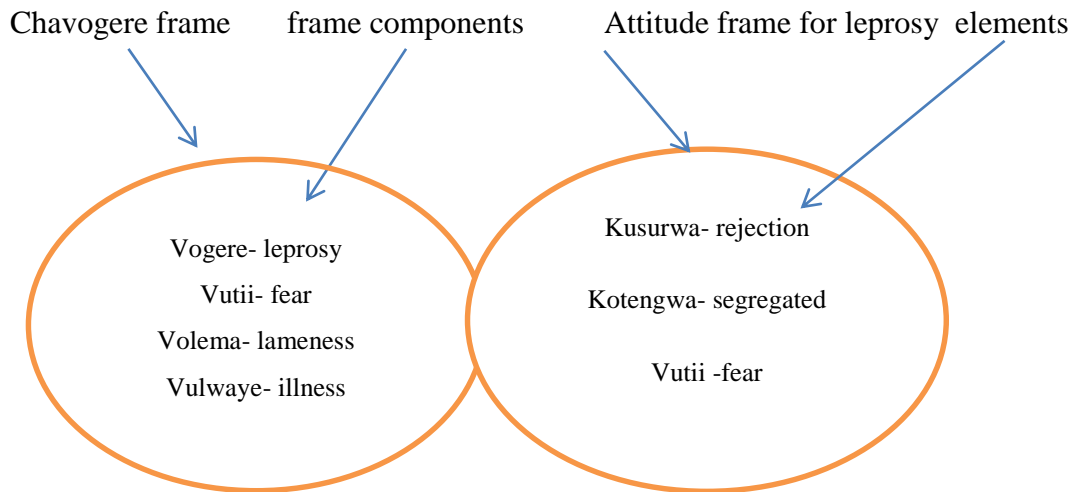 Chavogere frame frame components Attitude frame for leprosy elements
Vogere- leprosy
Vutii- fear
Volema- lameness
Vulwaye- illness
Kusurwa- rejection
Kotengwa- segregated
Vutii -fear